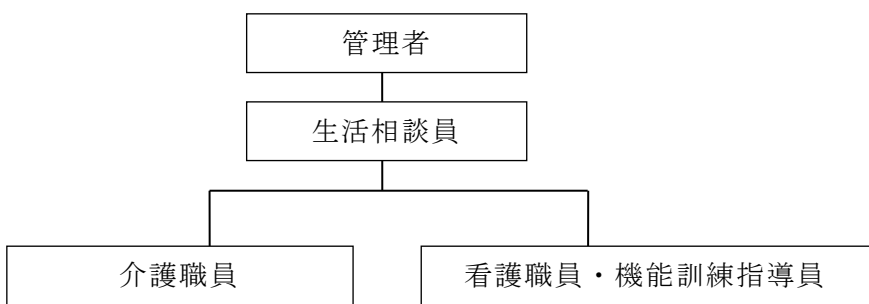 管理者
生活相談員
介護職員
看護職員・機能訓練指導員